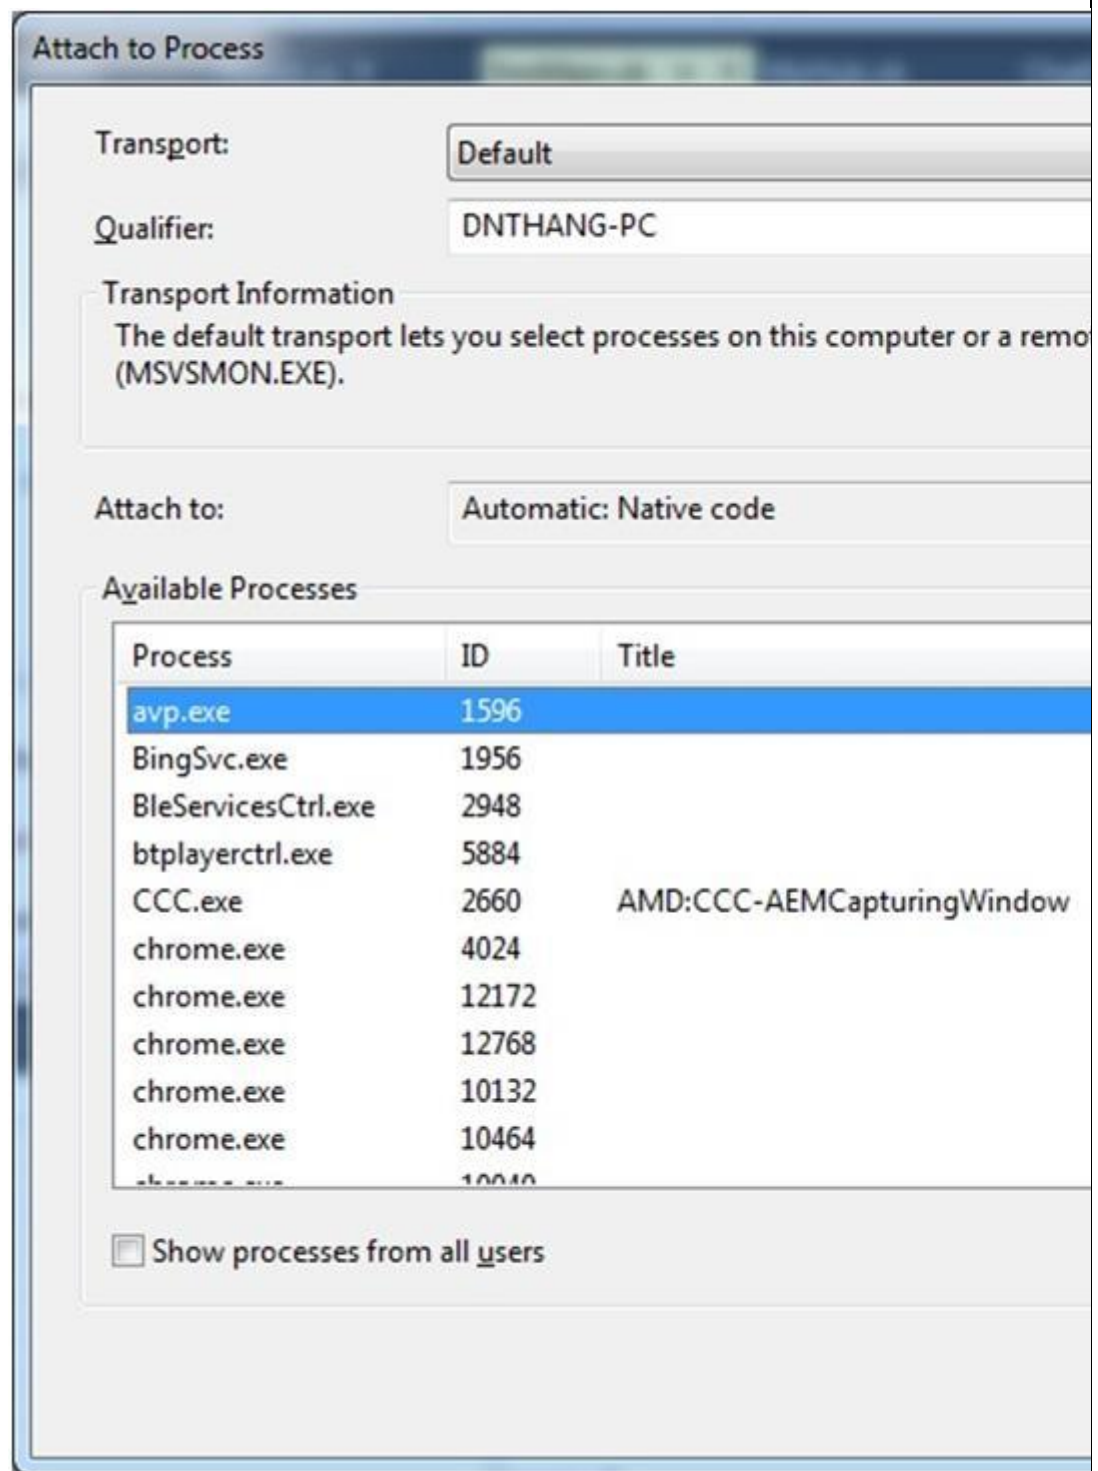 Attach to Process
Transport:
Default
Qualifier:
DNTHANG-PC
Transport Information
The default transport lets you select processes on this computer or a remo
(MSVSMON.EXE).
Attach to:
Automatic: Native code
Available Processes
Process ID Title
avp.exe 1596
BingSvc.exe 1956
BleServicesCtrl.exe 2948
btplayerctrl.exe 5884
CCC.exe 2660 AMD:CCC-AEMCapturingWindow
chrome.exe 4024
chrome.exe 12172
chrome.exe 12768
chrome.exe 10132
chrome.exe 10464
Show processes from all users